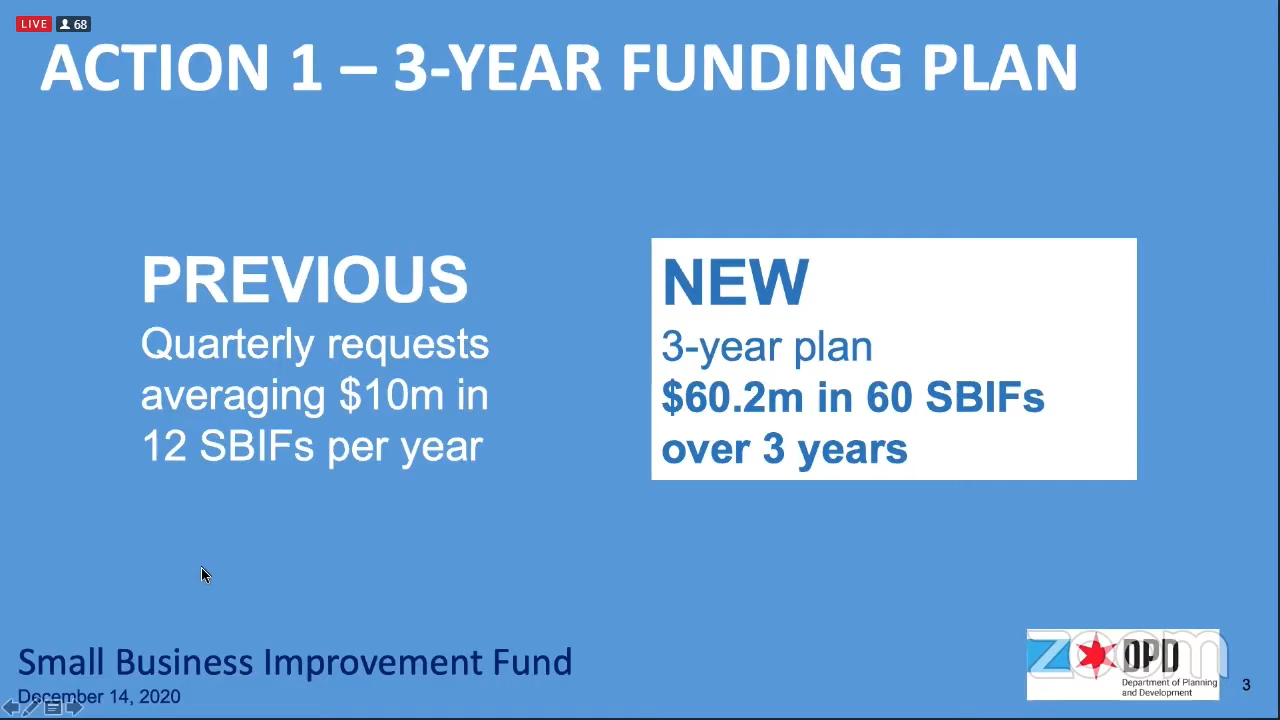 LIVE 68
ACTION 1 – 3-YEAR FUNDING PLAN
PREVIOUS
Quarterly requests
averaging $10m in
12 SBIFs per year
NEW
3-year plan
$60.2m in 60 SBIFs
over 3 years
Small Business Improvement Fund
December 14, 2020
zoom
DPD
Department of Planning
and Development
3